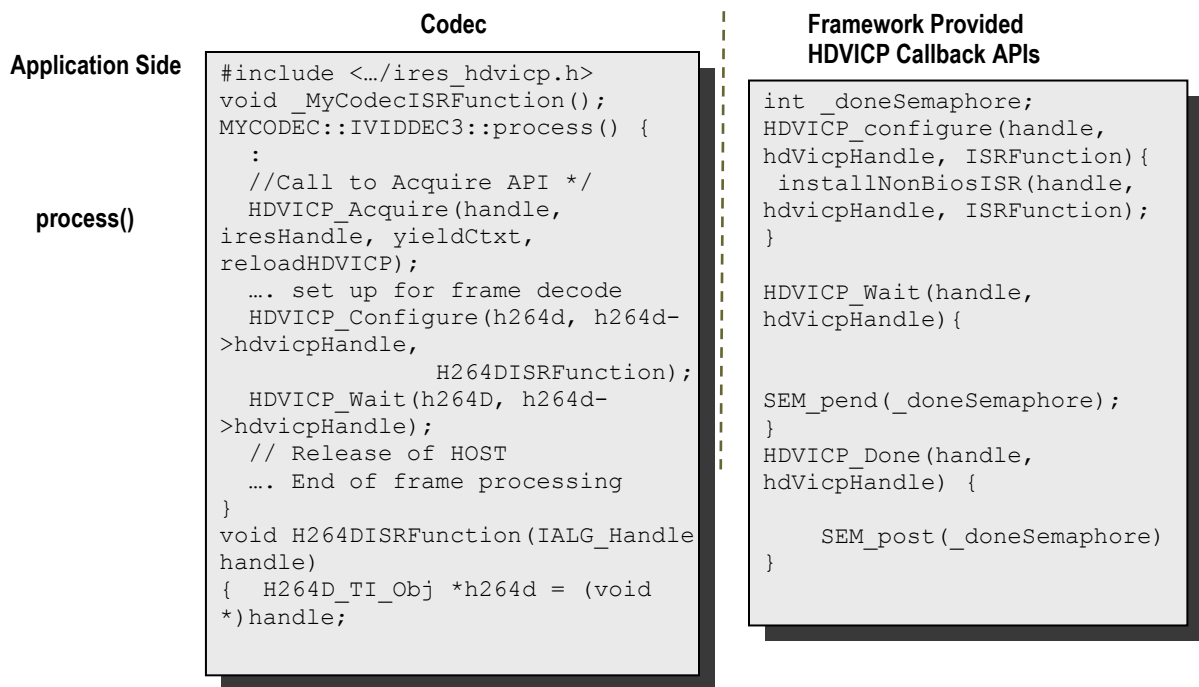 Codec
Framework Provided
HDVICP Callback APIs
Application Side
process()
#include <…/ires_hdvicp.h>
void _MyCodecISRFunction();
MYCODEC::IVIDDEC3::process() {
:
//Call to Acquire API */
HDVICP_Acquire(handle,
iresHandle, yieldCtxt,
reloadHDVICP);
…. set up for frame decode
HDVICP_Configure(h264d, h264d-
>hdvicpHandle,
H264DISRFunction);
HDVICP_Wait(h264D, h264d-
>hdvicpHandle);
// Release of HOST
…. End of frame processing
}
void H264DISRFunction(IALG_Handle
handle)
{ H264D_TI_Obj *h264d = (void
*)handle;
int _doneSemaphore;
HDVICP_configure(handle,
hdVicpHandle, ISRFunction){
installNonBiosISR(handle,
hdvicpHandle, ISRFunction);
}
HDVICP_Wait(handle,
hdVicpHandle){
SEM_pend(_doneSemaphore);
}
HDVICP_Done(handle,
hdVicpHandle) {
SEM_post(_doneSemaphore)
}